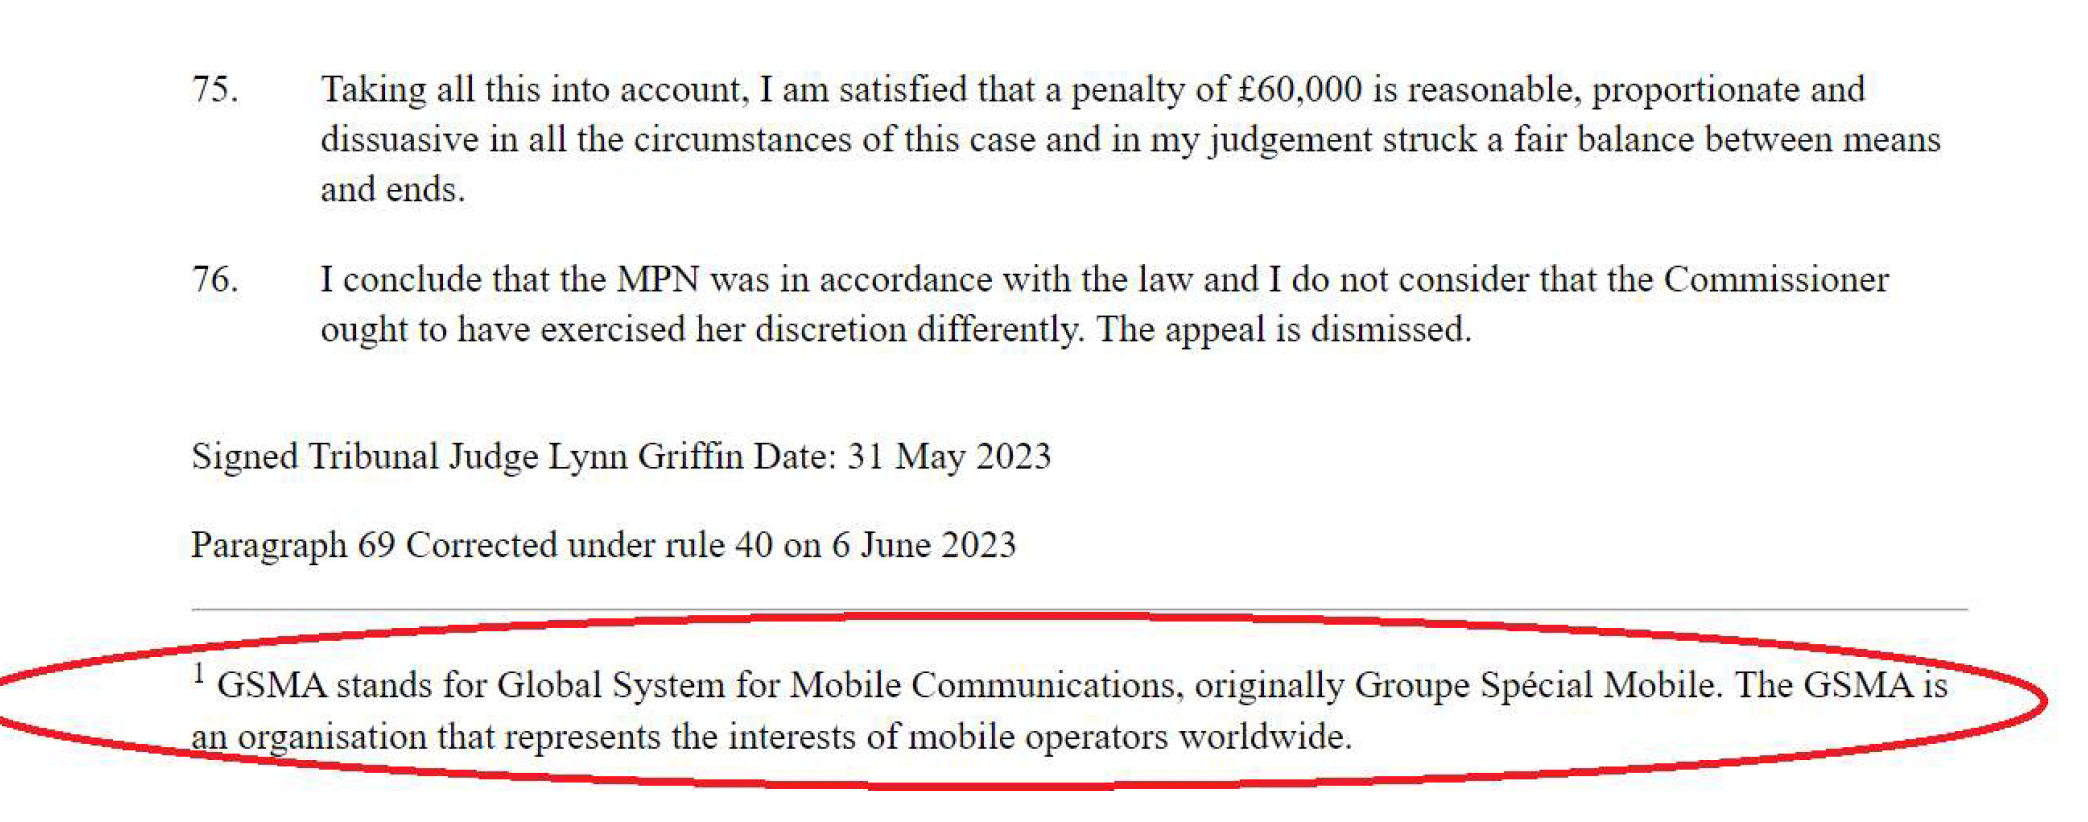 75. Taking all this into account, I am satisfied that a penalty of £60,000 is reasonable, proportionate and
dissuasive in all the circumstances of this case and in my judgement struck a fair balance between means
and ends.
76. I conclude that the MPN was in accordance with the law and I do not consider that the Commissioner
ought to have exercised her discretion differently. The appeal is dismissed.
Signed Tribunal Judge Lynn Griffin Date: 31 May 2023
Paragraph 69 Corrected under rule 40 on 6 June 2023
1 GSMA stands for Global System for Mobile Communications, originally Groupe Spécial Mobile. The GSMA is
an organisation that represents the interests of mobile operators worldwide.